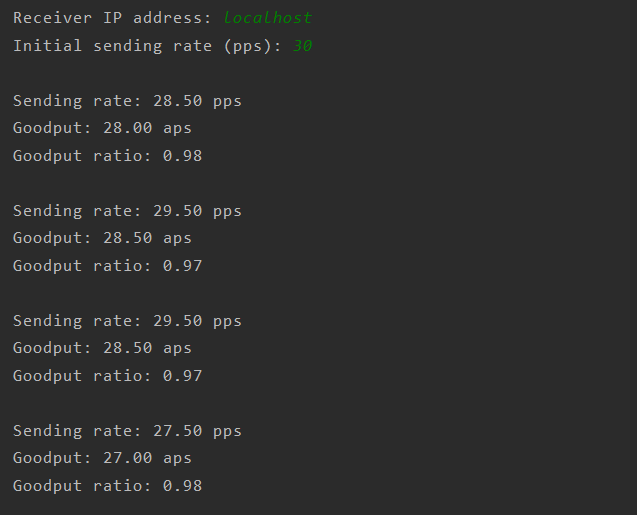 Receiver IP address: localhost
Initial sending rate (pps): 30
Sending rate: 28.50 pps
Goodput: 28.00 aps
Goodput ratio: 0.98
Sending rate: 29.50 pps
Goodput: 28.50 aps
Goodput ratio: 0.97
Sending rate: 29.50 pps
Goodput: 28.50 aps
Goodput ratio: 0.97
Sending rate: 27.50 pps
Goodput: 27.00 aps
Goodput ratio: 0.98